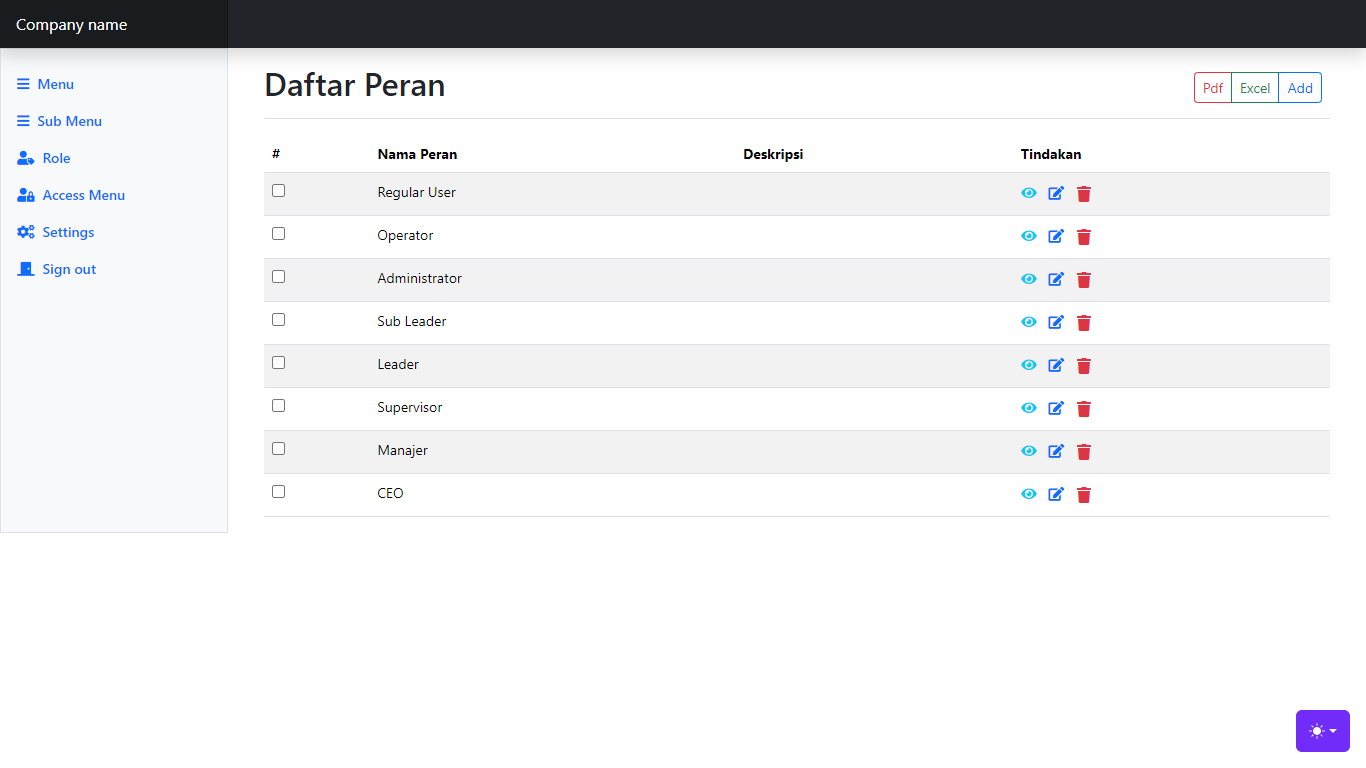 Company name
Menu
Sub Menu
Role
Access Menu
Settings
Sign out
Daftar Peran
Pdf Excel Add
# Nama Peran Deskripsi Tindakan
Regular User
Operator
Administrator
Sub Leader
Leader
Supervisor
Manajer
CEO